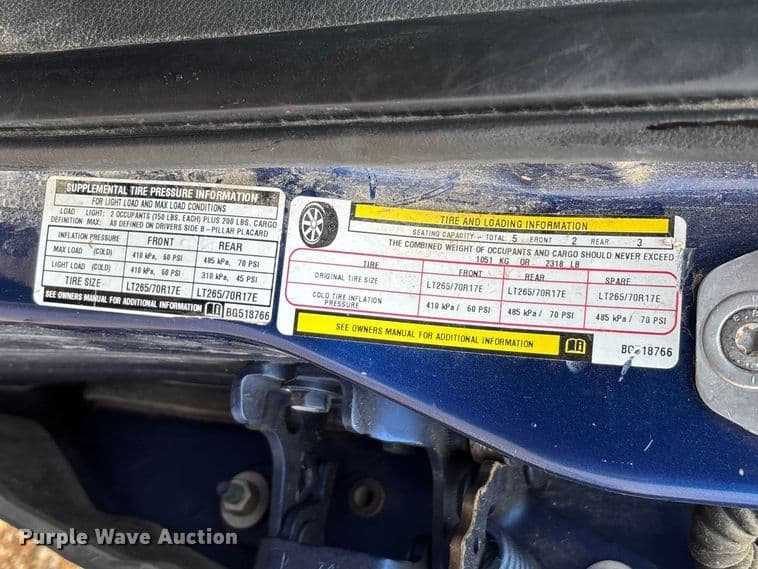 SUPPLEMENTAL TIRE PRESSURE INFORMATION
FOR LIGHT LOAD AND MAX LOAD CONDITIONS
LOAD LIGHT: 2 OCCUPANTS (150 LBS. EACH) PLUS 200 LBS. CARGO
DEFINITION MAX: AS DEFINED ON DRIVERS SIDE B - PILLAR PLACARD
INFLATION PRESSURE FRONT REAR
MAX LOAD (COLD) 410 kPa, 60 PSI 485 kPa, 70 PSI
LIGHT LOAD (COLD) 410 kPa, 60 PSI 310 kPa, 45 PSI
TIRE SIZE LT265/70R17E LT265/70R17E
SEE OWNERS MANUAL FOR ADDITIONAL INFORMATION BG518766
TIRE AND LOADING INFORMATION
SEATING CAPACITY - TOTAL 5 FRONT 2 REAR 3
THE COMBINED WEIGHT OF OCCUPANTS AND CARGO SHOULD NEVER EXCEED
1051 KG OR 2318 LB
TIRE FRONT REAR SPARE
ORIGINAL TIRE SIZE LT265/70R17E LT265/70R17E LT265/70R17E
COLD TIRE INFLATION PRESSURE 410 kPa / 60 PSI 485 kPa / 70 PSI 485 kPa / 70 PSI
SEE OWNERS MANUAL FOR ADDITIONAL INFORMATION
Purple Wave Auction